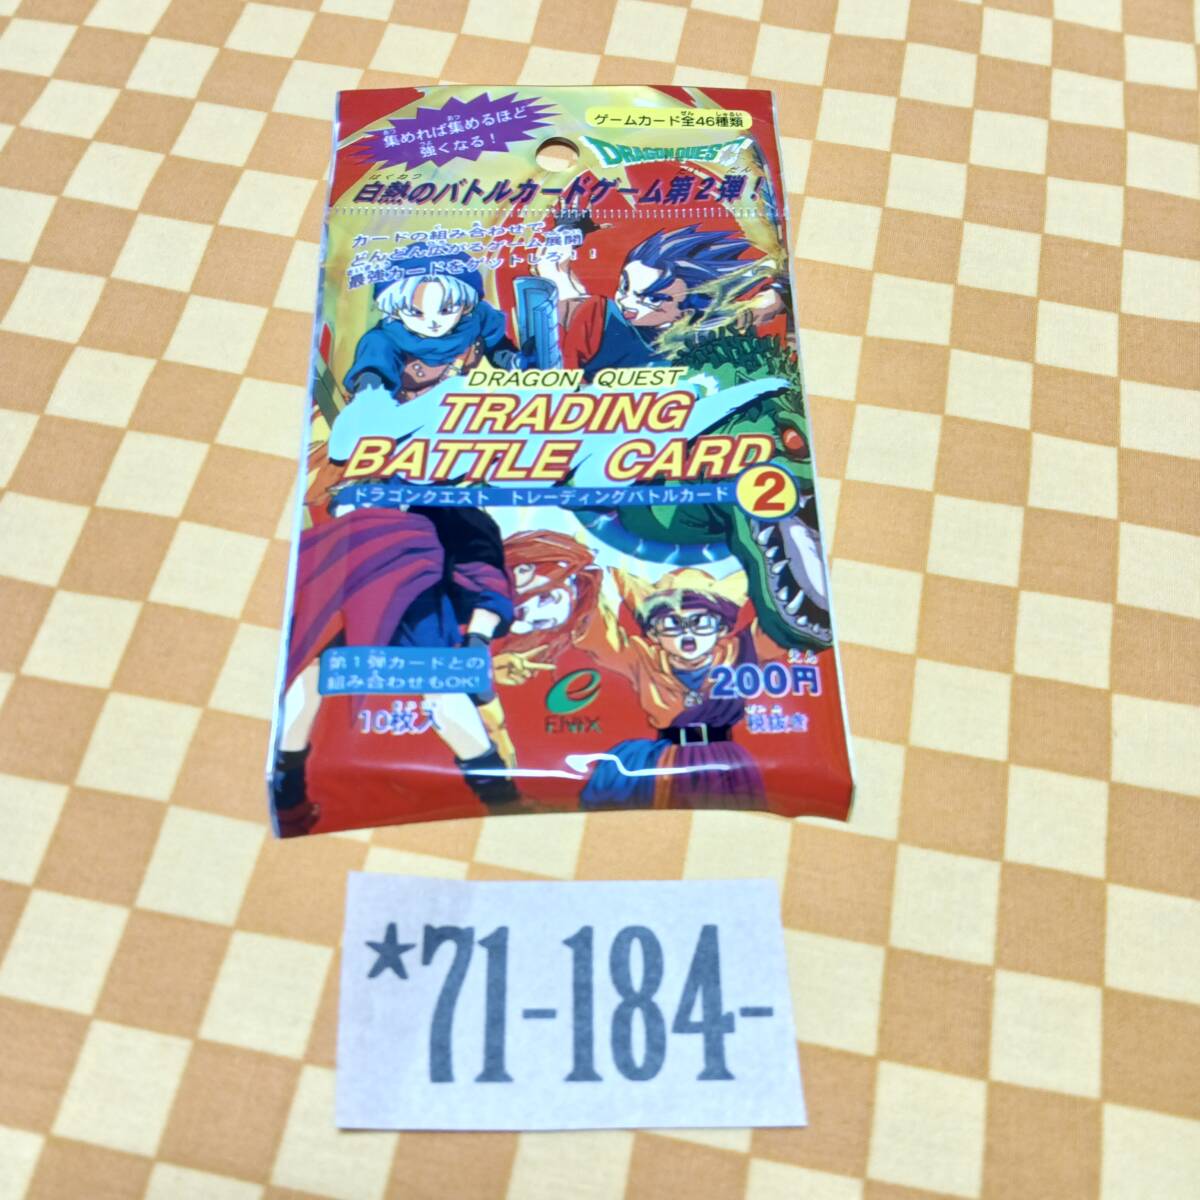 集めれば集めるほど
強くなる！
ゲームカード全46種類
DRAGON QUEST
白熱のバトルカードゲーム第2弾！
カードの組み合わせで
どんどん広がるゲーム展開
最強カードをゲットしろ！！
DRAGON QUEST
TRADING
BATTLE CARD
ドラゴンクエスト トレーディングバトルカード 2
第1弾カードとの
組み合わせもOK!
10枚入
ENIX
200円
税抜き
★71-184-